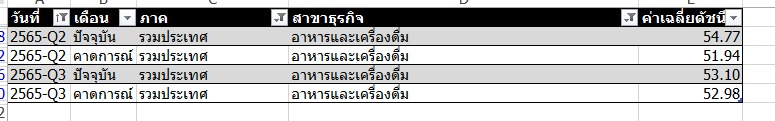 A B C D E
วันที่ เดือน ภาค สาขาธุรกิจ ค่าเฉลี่ยดัชนี
2565-Q2 ปัจจุบัน รวมประเทศ อาหารและเครื่องดื่ม 54.77
2565-Q2 คาดการณ์ รวมประเทศ อาหารและเครื่องดื่ม 51.94
2565-Q3 ปัจจุบัน รวมประเทศ อาหารและเครื่องดื่ม 53.10
2565-Q3 คาดการณ์ รวมประเทศ อาหารและเครื่องดื่ม 52.98